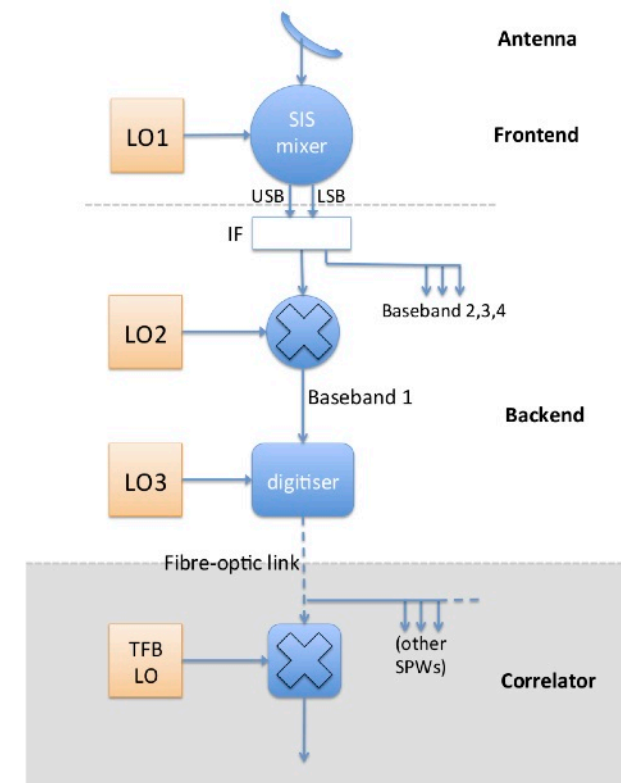 Antenna
SIS
mixer
LO1
Frontend
USB
LSB
IF
Baseband 2,3,4
LO2
Baseband 1
Backend
LO3
digitiser
Fibre-optic link
TFB
LO
(other
SPWs)
Correlator